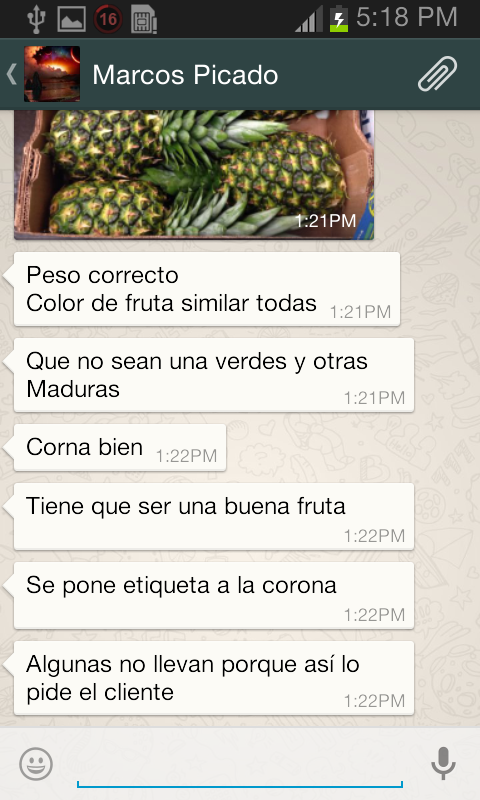 16
5:18 PM
Marcos Picado
1:21PM
Peso correcto
Color de fruta similar todas
1:21PM
Que no sean una verdes y otras
Maduras
1:21PM
Corna bien
1:22PM
Tiene que ser una buena fruta
1:22PM
Se pone etiqueta a la corona
1:22PM
Algunas no llevan porque así lo
pide el cliente
1:22PM